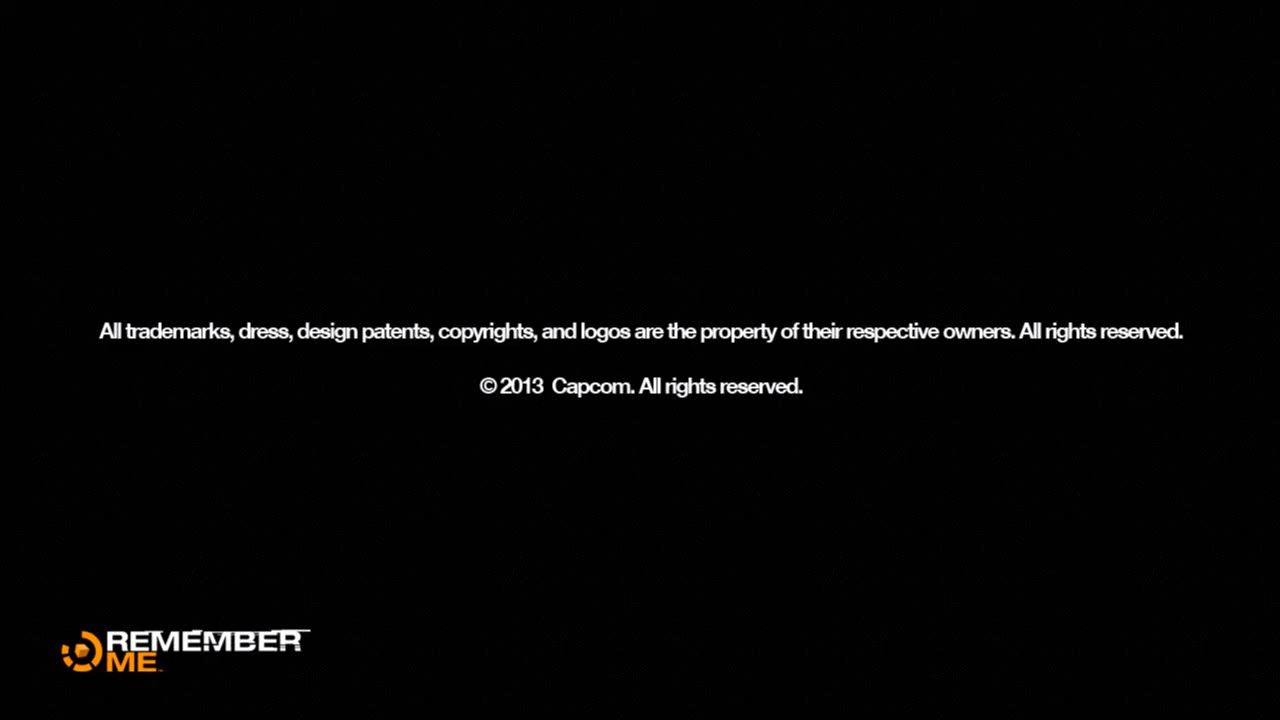 All trademarks, dress, design patents, copyrights, and logos are the property of their respective owners. All rights reserved.
© 2013 Capcom. All rights reserved.
REMEMBER
ME™